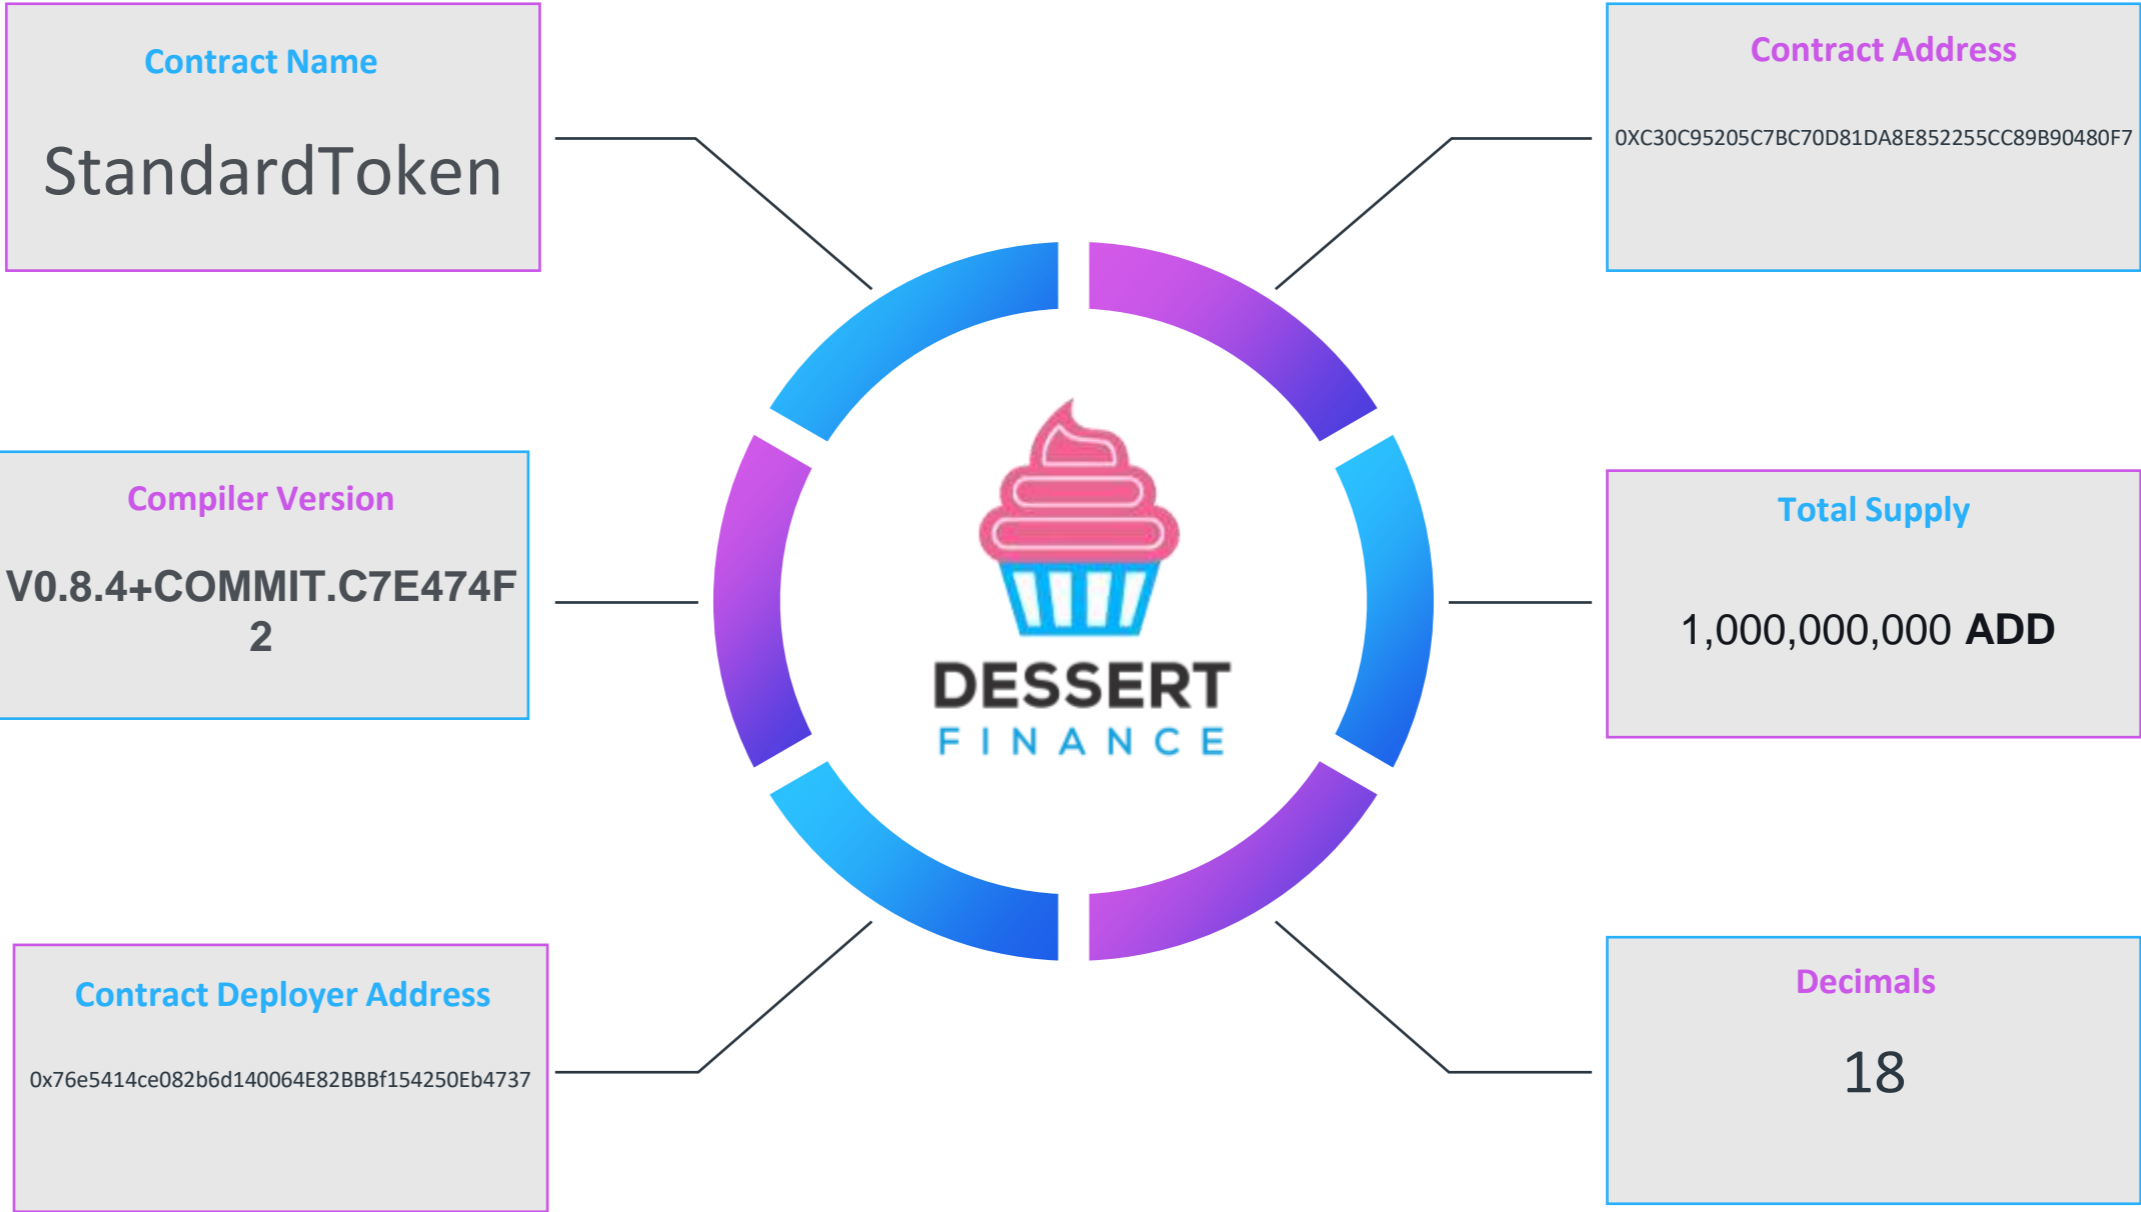 Contract Name
StandardToken
Contract Address
0XC30C95205C7BC70D81DA8E852255CC89B90480F7
Compiler Version
V0.8.4+COMMIT.C7E474F
2
Total Supply
1,000,000,000 ADD
DESSERT
FINANCE
Contract Deployer Address
0x76e5414ce082b6d140064E82BBBf154250Eb4737
Decimals
18